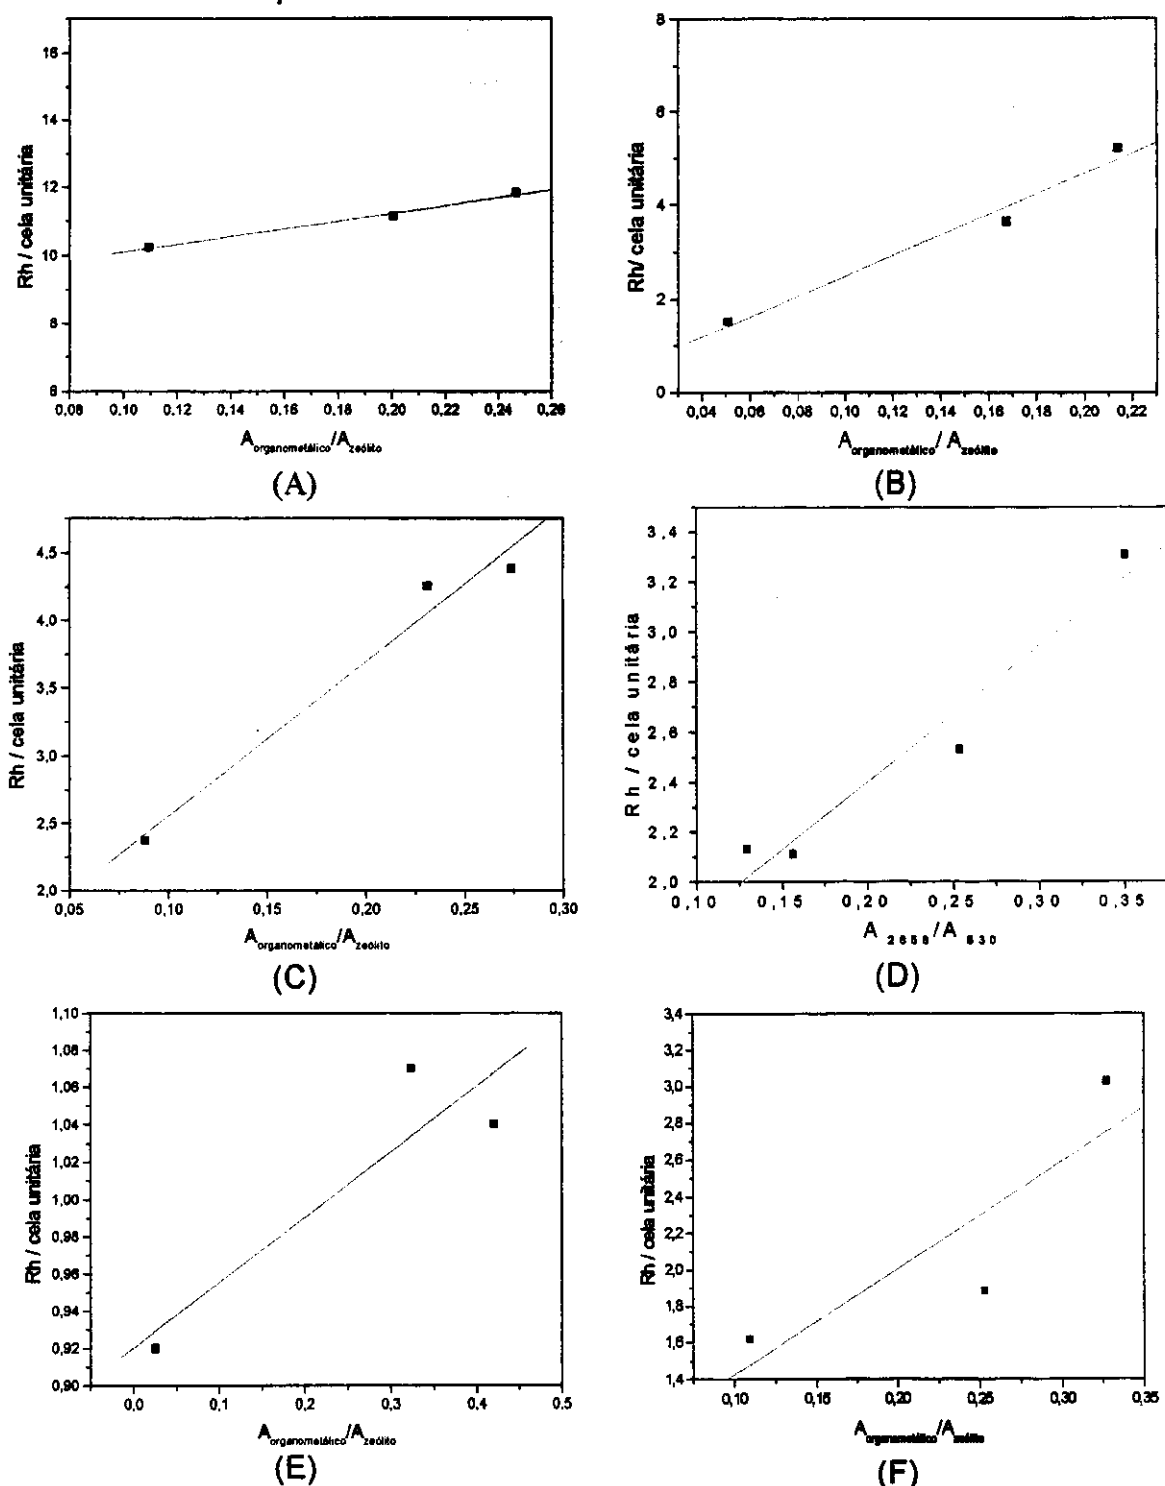 16
14
12
10
8
6
Rh / cela unitária
0,08 0,10 0,12 0,14 0,16 0,18 0,20 0,22 0,24 0,26
A organometálico/A zeólito
(A)
8
6
4
2
0
Rh/ cela unitária
0,04 0,06 0,08 0,10 0,12 0,14 0,16 0,18 0,20 0,22
A organometálico/ A zeólito
(B)
4,5
4,0
3,5
3,0
2,5
2,0
Rh / cela unitária
0,05 0,10 0,15 0,20 0,25 0,30
A organometálico/A zeólito
(C)
3,4
3,2
3,0
2,8
2,6
2,4
2,2
2,0
Rh / cela unitária
0,10 0,15 0,20 0,25 0,30 0,35
A 2658/A 530
(D)
1,10
1,08
1,06
1,04
1,02
1,00
0,98
0,96
0,94
0,92
0,90
Rh / cela unitária
0,0 0,1 0,2 0,3 0,4 0,5
A organometálico/A zeólito
(E)
3,4
3,2
3,0
2,8
2,6
2,4
2,2
2,0
1,8
1,6
1,4
Rh / cela unitária
0,10 0,15 0,20 0,25 0,30 0,35
A organometálico/A zeólito
(F)